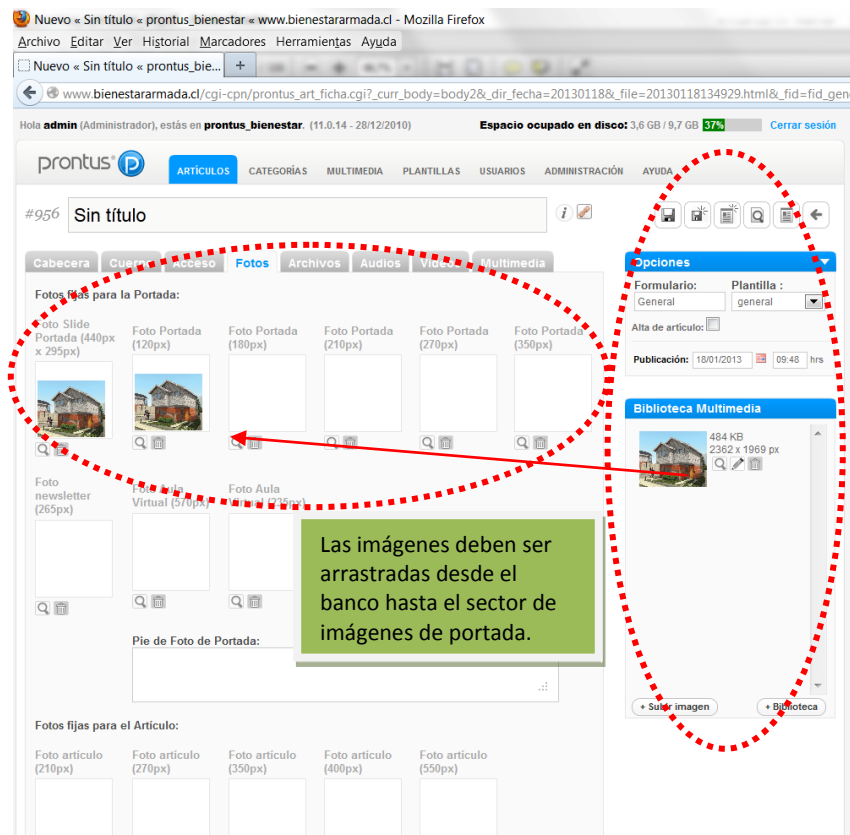 Nuevo « Sin título « prontus_bienestar « www.bienestararmada.cl - Mozilla Firefox
Archivo Editar Ver Historial Marcadores Herramientas Ayuda
Nuevo « Sin título « prontus_bie... +
www.bienestararmada.cl/cgi-cpn/prontus_art_ficha.cgi?_curr_body=body2&_dir_fecha=20130118&_file=20130118134929.html&_fid=fid_gen
Hola admin (Administrador), estás en prontus_bienestar. (11.0.14 - 28/12/2010) Espacio ocupado en disco: 3,6 GB / 9,7 GB 37% Cerrar sesión
prontus P ARTÍCULOS CATEGORÍAS MULTIMEDIA PLANTILLAS USUARIOS ADMINISTRACIÓN AYUDA
#956 Sin título
Cabecera Cuerpo Acceso Fotos Archivos Audios Videos Multimedia
Fotos fijas para la Portada:
Foto Slide Portada (440px x 295px)
Foto Portada (120px)
Foto Portada (180px)
Foto Portada (210px)
Foto Portada (270px)
Foto Portada (350px)
Foto newsletter (265px)
Foto Aula Virtual (570px)
Foto Aula Virtual (235px)
Pie de Foto de Portada:
Fotos fijas para el Artículo:
Foto artículo (210px)
Foto artículo (270px)
Foto artículo (350px)
Foto artículo (400px)
Foto artículo (550px)
Las imágenes deben ser
arrastradas desde el
banco hasta el sector de
imágenes de portada.
Opciones
Formulario: Plantilla :
General general
Alta de artículo:
Publicación: 18/01/2013 09:48 hrs
Biblioteca Multimedia
484 KB
2362 x 1969 px
+ Subir imagen + Biblioteca